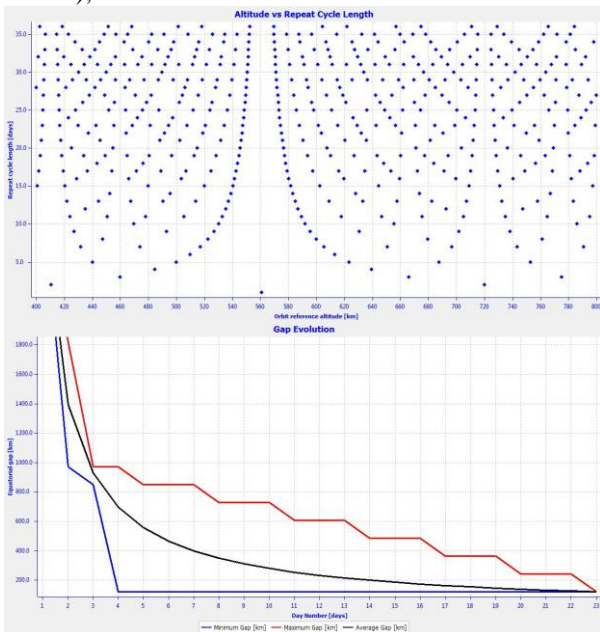 ),
Altitude vs Repeat Cycle Length
35.0
30.0
25.0
20.0
15.0
10.0
5.0
Repeat cycle length [days]
400 420 440 460 480 500 520 540 560 580 600 620 640 660 680 700 720 740 760 780 800
Orbit reference altitude [km]
Gap Evolution
1800.0
1600.0
1400.0
1200.0
1000.0
800.0
600.0
400.0
200.0
Equatorial gap [km]
1 2 3 4 5 6 7 8 9 10 11 12 13 14 15 16 17 18 19 20 21 22 23
Day Number [days]
Minimum Gap [km] Maximum Gap [km] Average Gap [km]